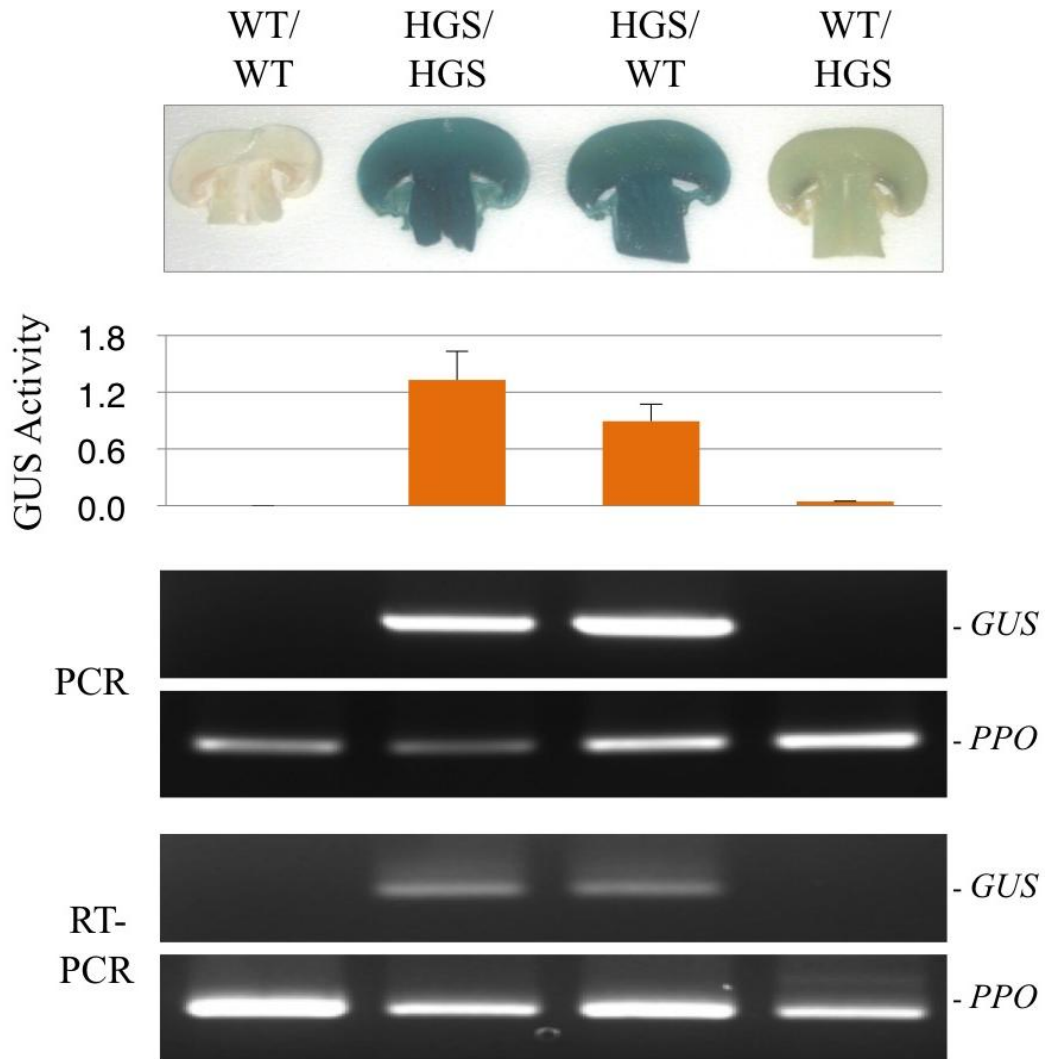 WT/ HGS/ HGS/ WT/
WT HGS WT HGS
GUS Activity
1.8
1.2
0.6
0.0
PCR
- GUS
- PPO
RT-
PCR
- GUS
- PPO